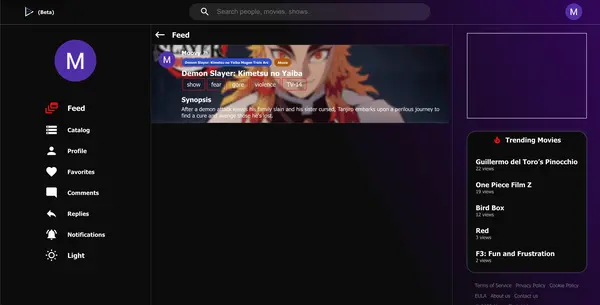 (Beta)
Search people, movies, shows.
M
Feed
Catalog
Profile
Favorites
Comments
Replies
Notifications
Light
Feed
M
Moovy
Demon Slayer: Kimetsu no Yaiba Mugen Train Arc
Show
Demon Slayer: Kimetsu no Yaiba
show fear gore violence TV-14
Synopsis
After a demon attack leaves his family slain and his sister cursed, Tanjiro embarks upon a perilous journey to
find a cure and avenge those he's lost.
M
Trending Movies
Guillermo del Toro's Pinocchio
22 views
One Piece Film Z
19 views
Bird Box
12 views
Red
3 views
F3: Fun and Frustration
2 views
Terms of Service Privacy Policy Cookie Policy
EULA About us Contact us